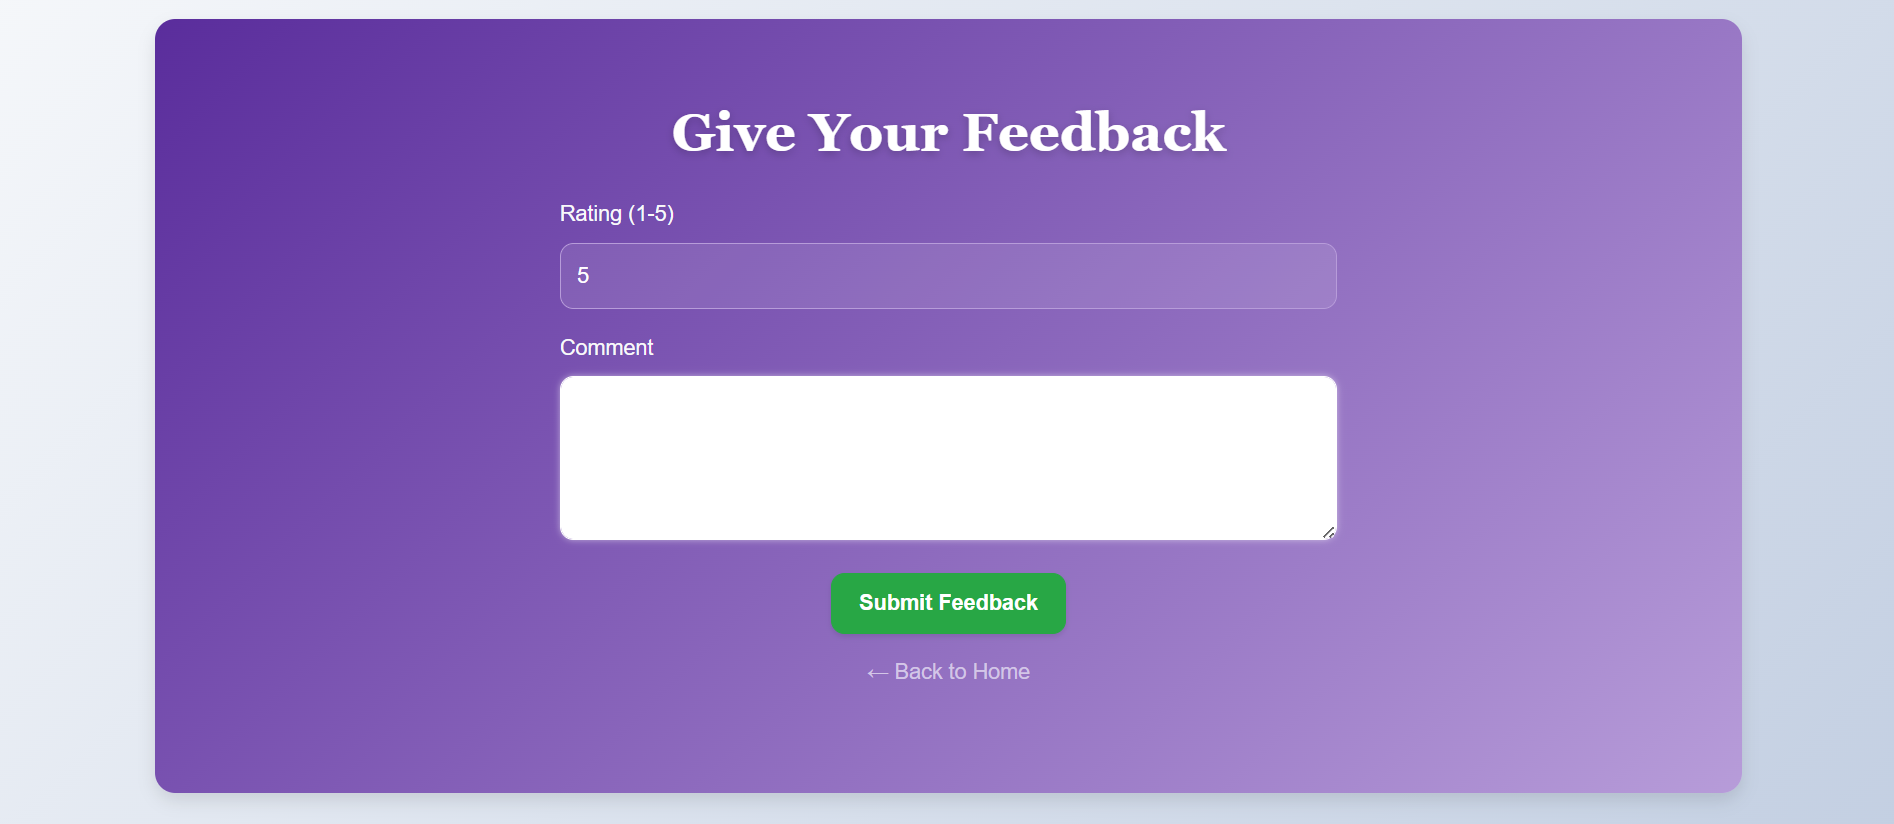 Give Your Feedback
Rating (1-5)
5
Comment
Submit Feedback
← Back to Home